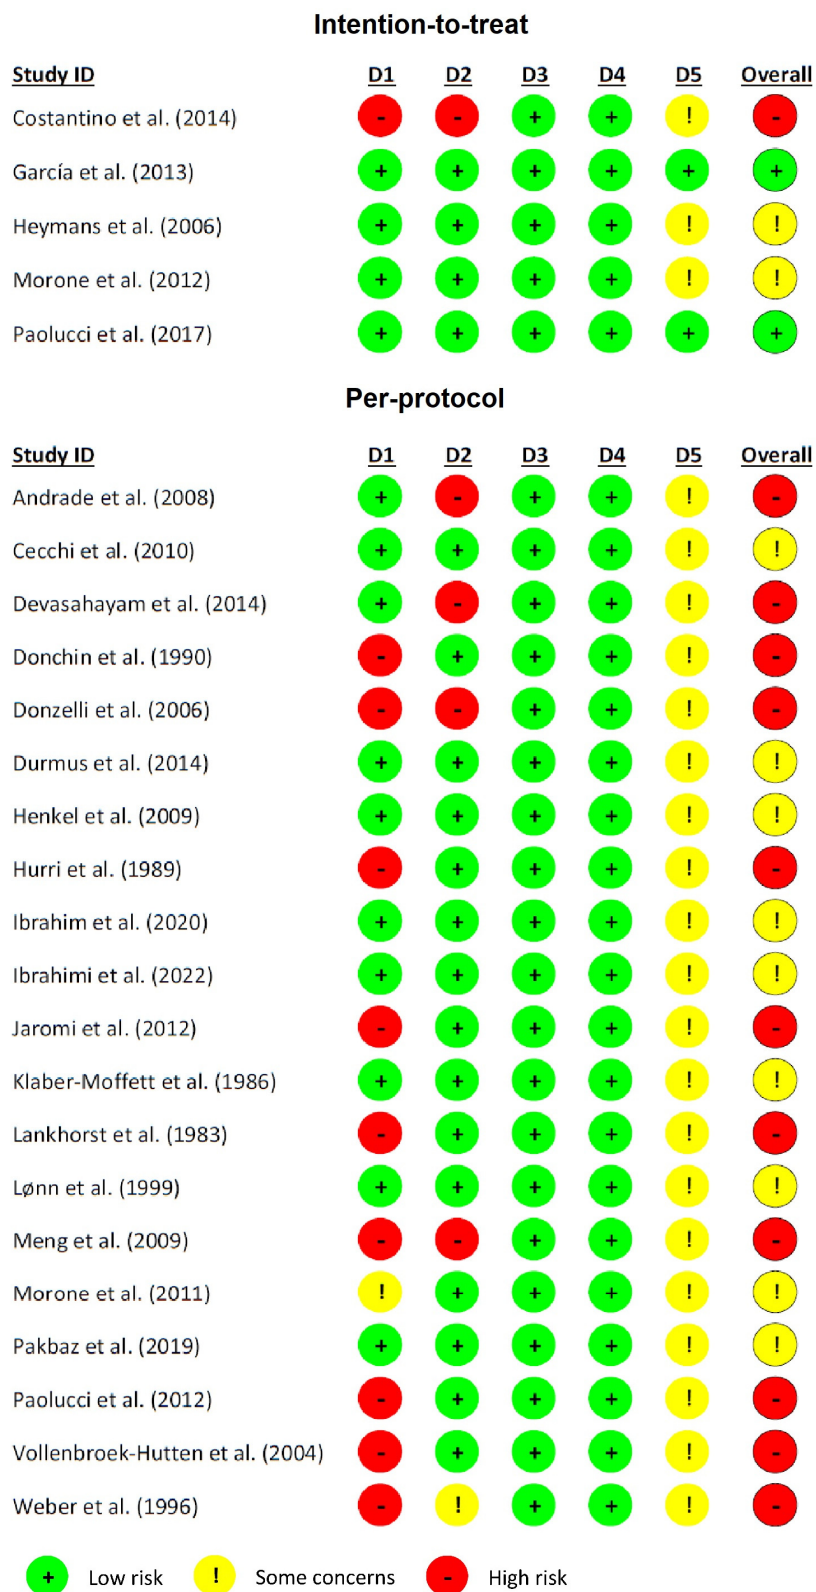 Intention-to-treat
Study ID D1 D2 D3 D4 D5 Overall
Costantino et al. (2014) - - + + ! -
García et al. (2013) + + + + + +
Heymans et al. (2006) + + + + ! !
Morone et al. (2012) + + + + ! !
Paolucci et al. (2017) + + + + + +
Per-protocol
Study ID D1 D2 D3 D4 D5 Overall
Andrade et al. (2008) + - + + ! -
Cecchi et al. (2010) + + + + ! !
Devasahayam et al. (2014) + - + + ! -
Donchin et al. (1990) - + + + ! -
Donzelli et al. (2006) - - + + ! -
Durmus et al. (2014) + + + + ! !
Henkel et al. (2009) + + + + ! !
Hurri et al. (1989) - + + + ! -
Ibrahim et al. (2020) + + + + ! !
Ibrahimi et al. (2022) + + + + ! !
Jaromi et al. (2012) - + + + ! -
Klaber-Moffett et al. (1986) + + + + ! !
Lankhorst et al. (1983) - + + + ! -
Lønn et al. (1999) + + + + ! !
Meng et al. (2009) - - + + ! -
Morone et al. (2011) ! + + + ! !
Pakbaz et al. (2019) + + + + ! !
Paolucci et al. (2012) - + + + ! -
Vollenbroek-Hutten et al. (2004) - + + + ! -
Weber et al. (1996) - ! + + ! -
+ Low risk ! Some concerns - High risk